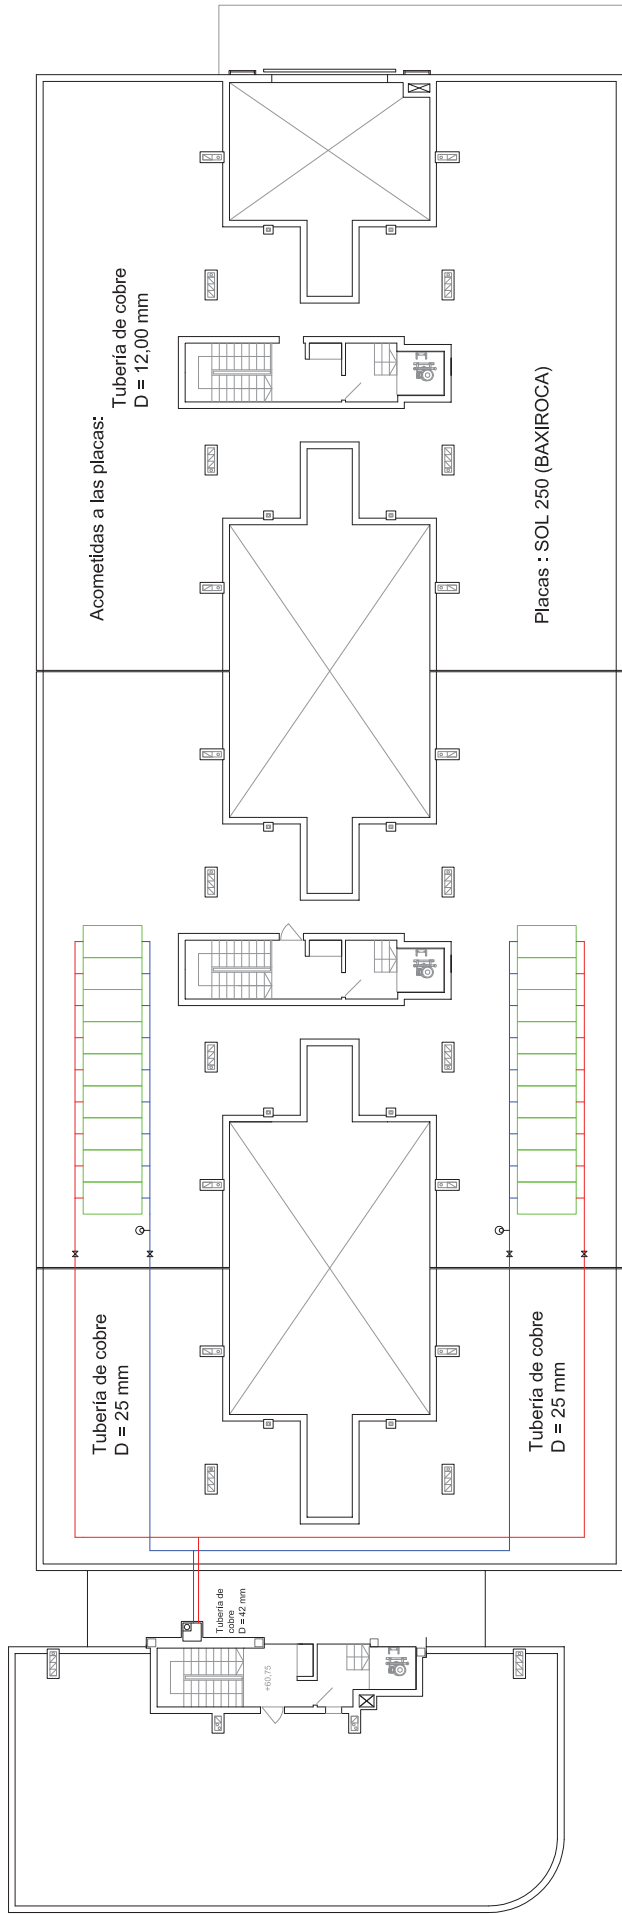 Acometidas a las placas:
Tubería de cobre
D = 12,00 mm
Placas : SOL 250 (BAXIROCA)
Tubería de cobre
D = 25 mm
Tubería de cobre
D = 25 mm
Tubería de
cobre
D = 42 mm
+60.75